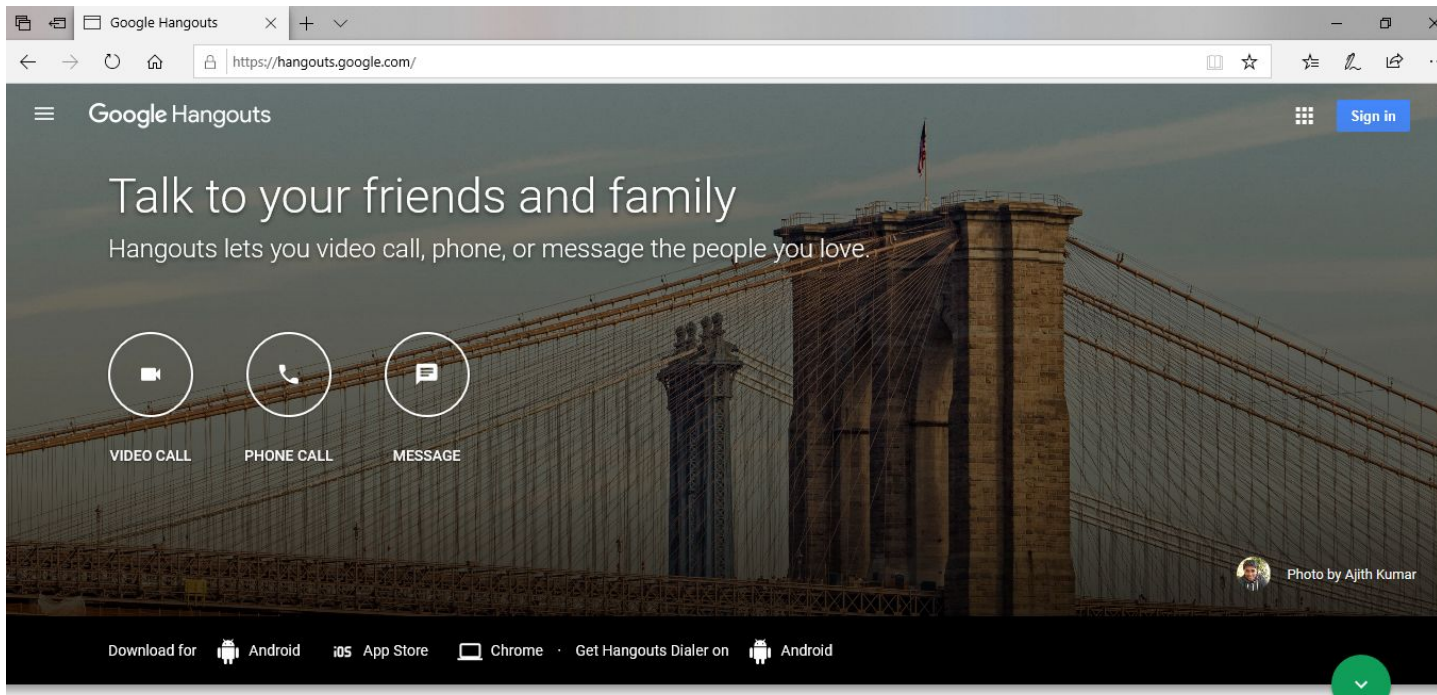 Google Hangouts
https://hangouts.google.com/
Google Hangouts
Sign in
Talk to your friends and family
Hangouts lets you video call, phone, or message the people you love.
VIDEO CALL PHONE CALL MESSAGE
Photo by Ajith Kumar
Download for Android iOS App Store Chrome · Get Hangouts Dialer on Android